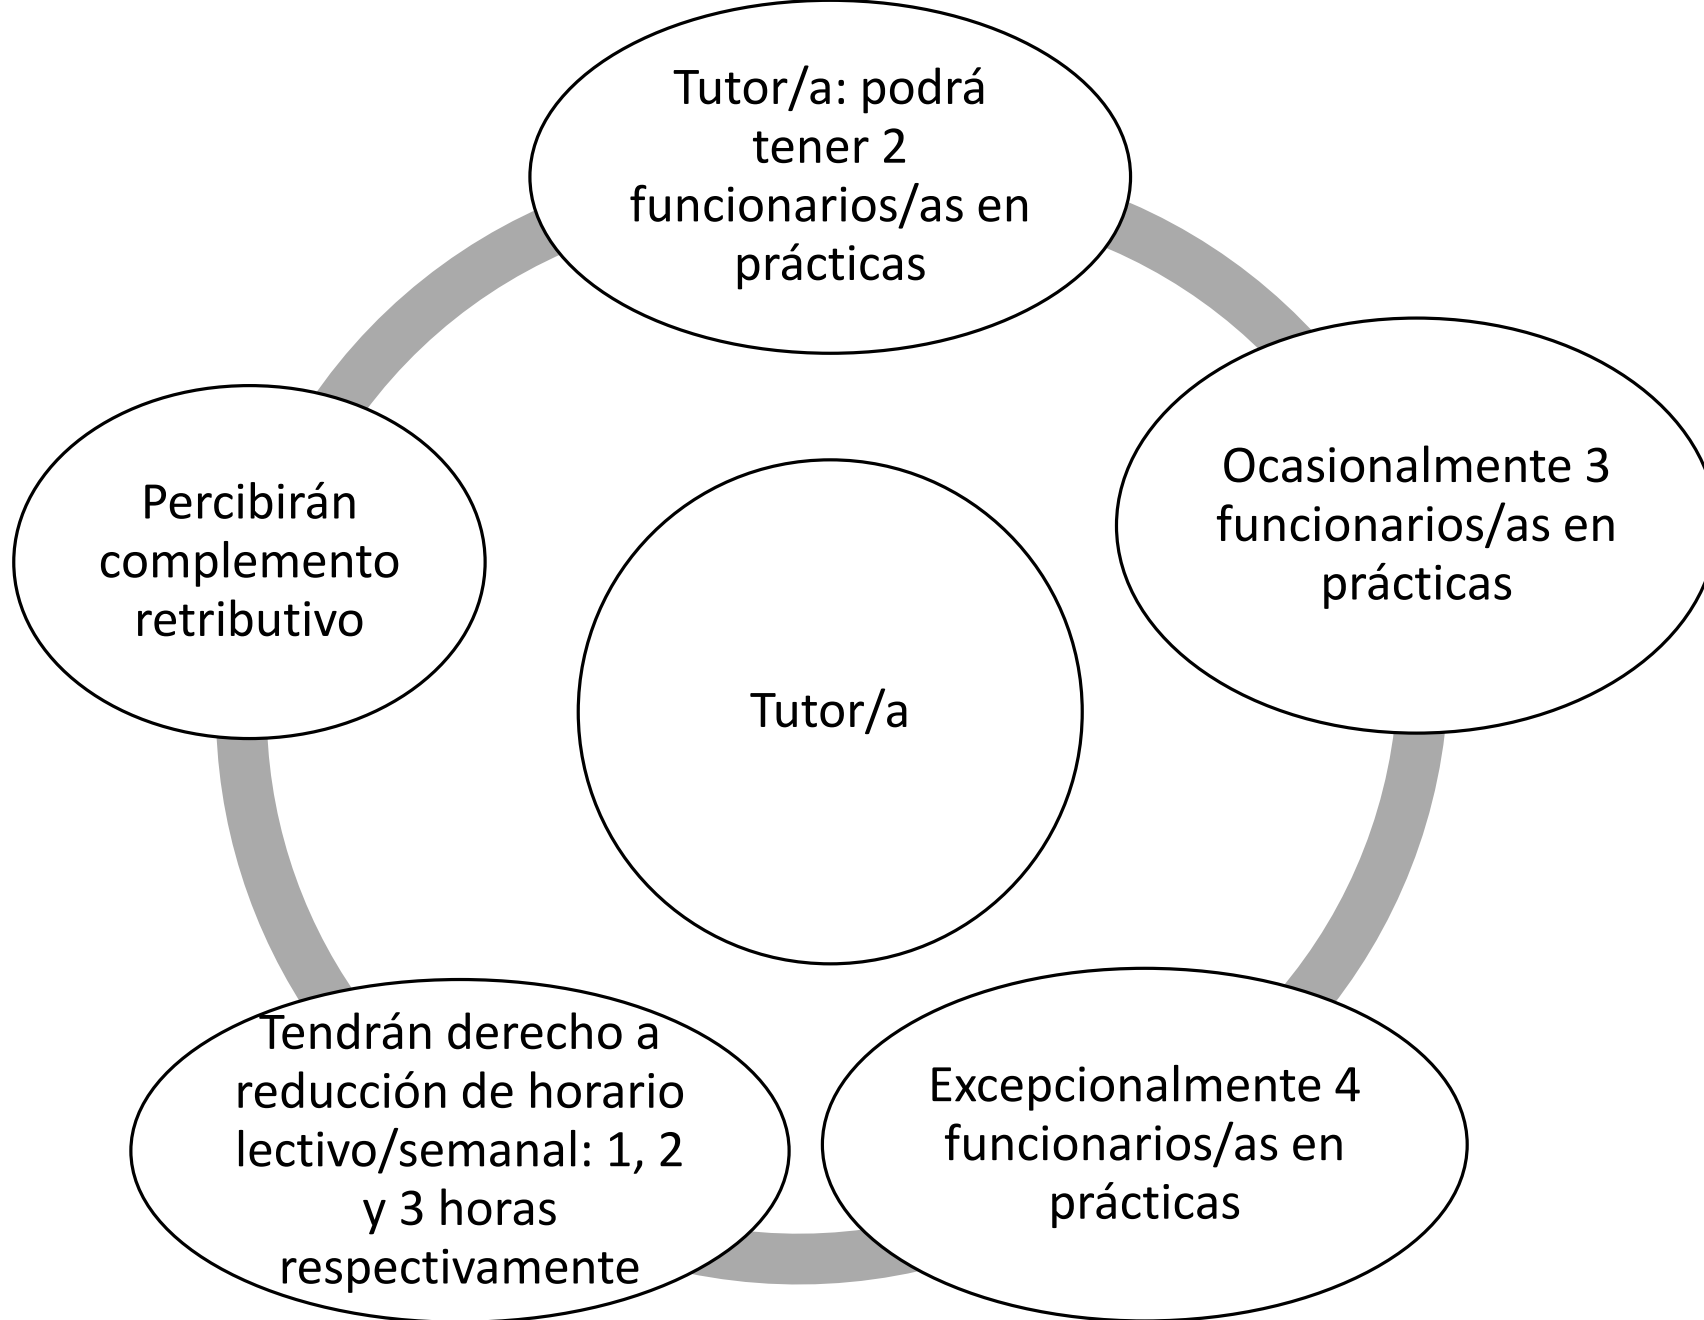 Tutor/a: podrá
tener 2
funcionarios/as en
prácticas
Ocasionalmente 3
funcionarios/as en
prácticas
Excepcionalmente 4
funcionarios/as en
prácticas
Tendrán derecho a
reducción de horario
lectivo/semanal: 1, 2
y 3 horas
respectivamente
Percibirán
complemento
retributivo
Tutor/a